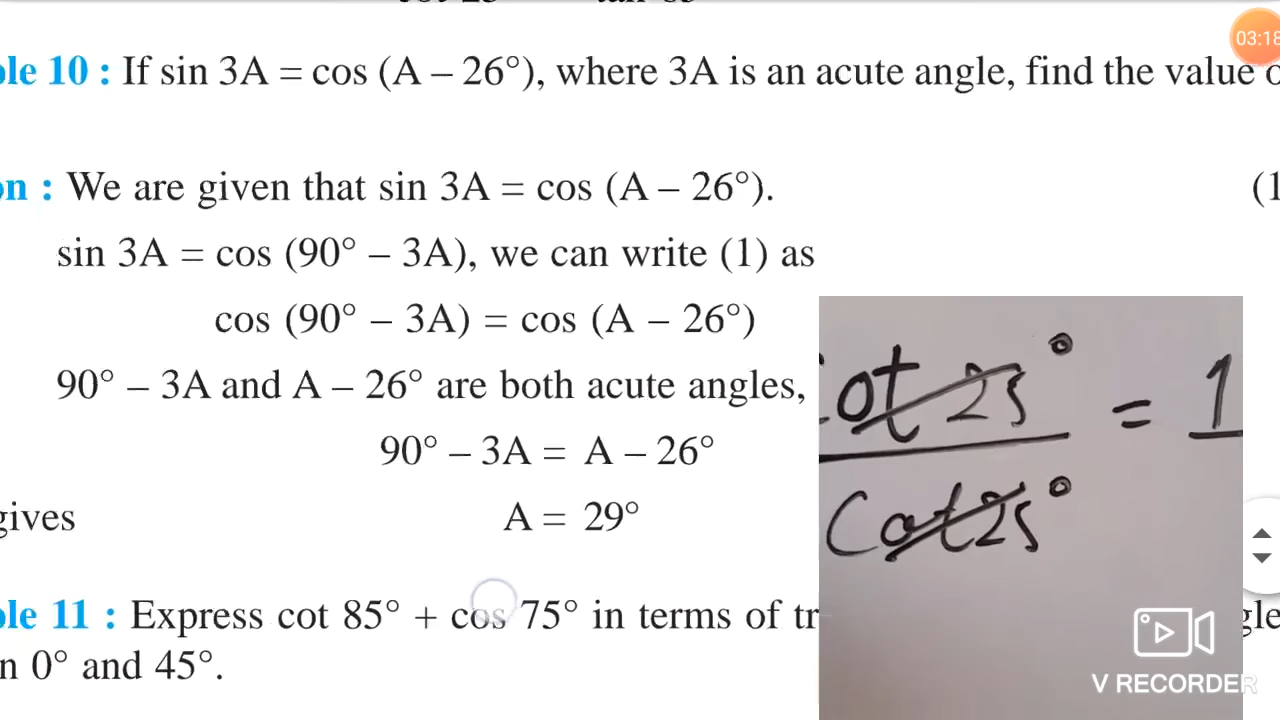 03:18
ple 10 : If sin 3A = cos (A – 26°), where 3A is an acute angle, find the value o
on : We are given that sin 3A = cos (A – 26°). (1
sin 3A = cos (90° – 3A), we can write (1) as
cos (90° – 3A) = cos (A – 26°)
90° – 3A and A – 26° are both acute angles,
90° – 3A = A – 26°
gives A = 29°
ple 11 : Express cot 85° + cos 75° in terms of tr gle
n 0° and 45°.
ot 25° = 1
Cot 25°
V RECORDER